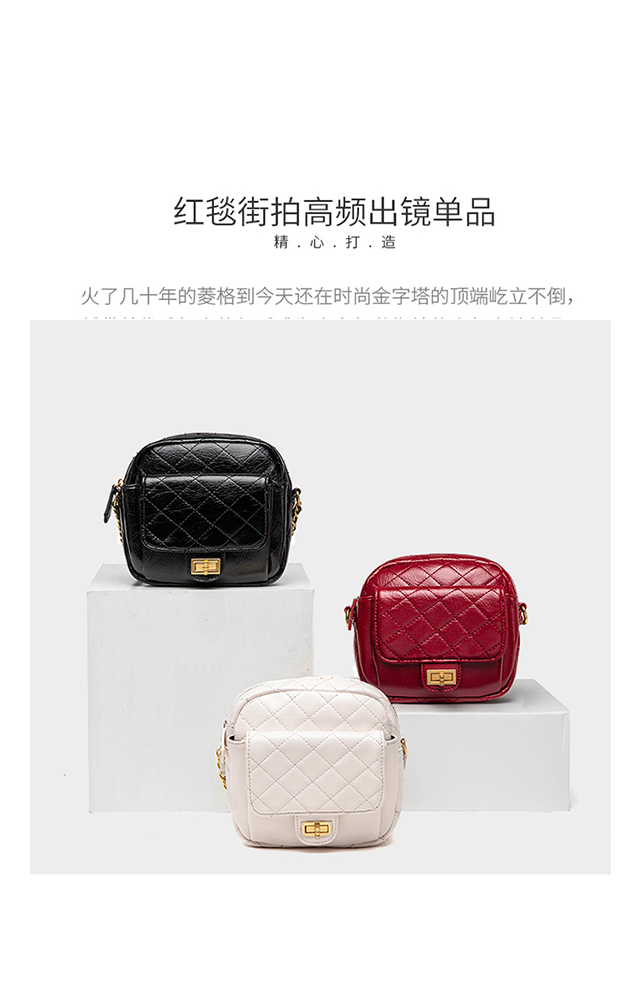 红毯街拍高频出镜单品
精.心.打.造
火了几十年的菱格到今天还在时尚金字塔的顶端屹立不倒，